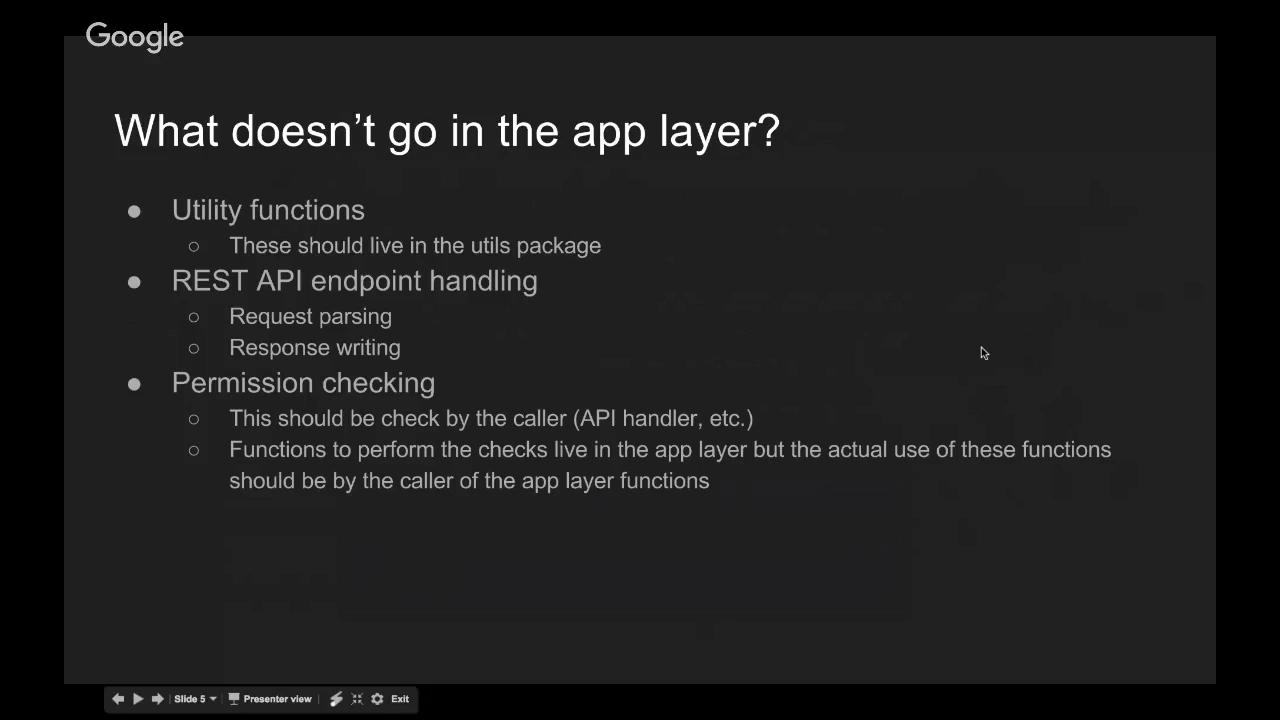 Google
What doesn't go in the app layer?
● Utility functions
○ These should live in the utils package
● REST API endpoint handling
○ Request parsing
○ Response writing
● Permission checking
○ This should be check by the caller (API handler, etc.)
○ Functions to perform the checks live in the app layer but the actual use of these functions
should be by the caller of the app layer functions
Slide 5 Presenter view Exit